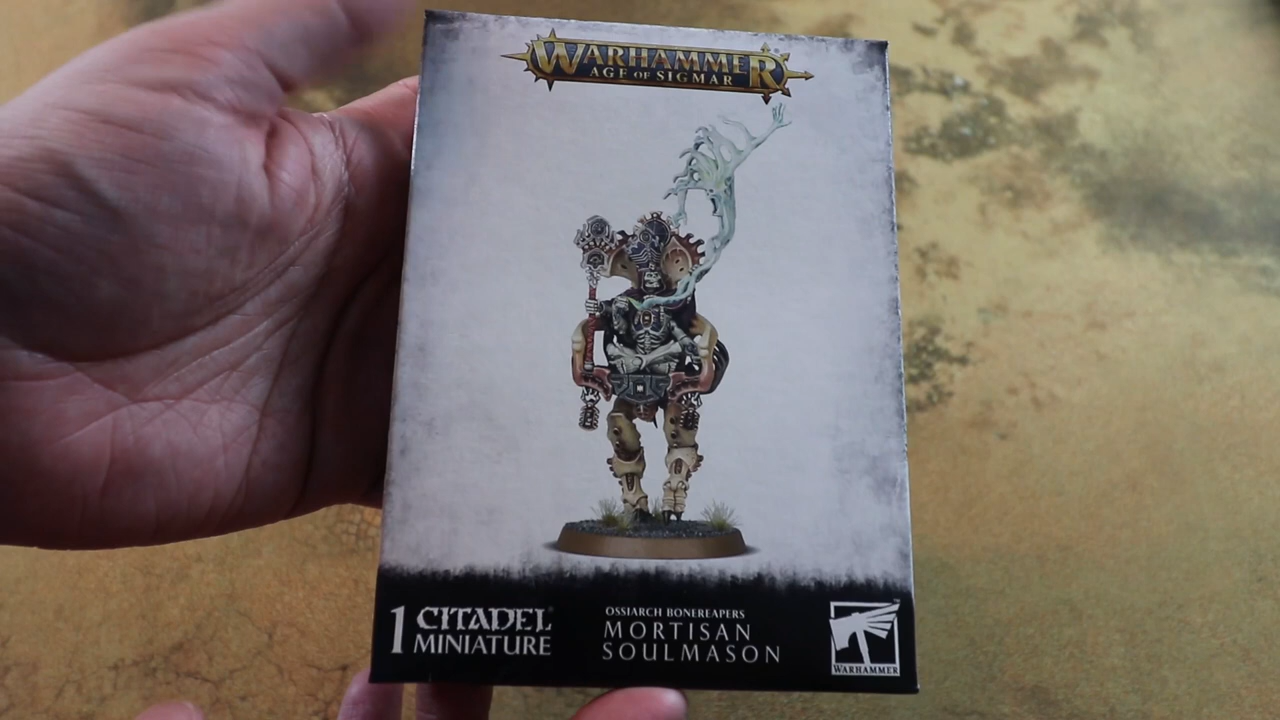 WARHAMMER
AGE OF SIGMAR
1 CITADEL®
MINIATURE
OSSIARCH BONEREAPERS
MORTISAN
SOULMASON
WARHAMMER